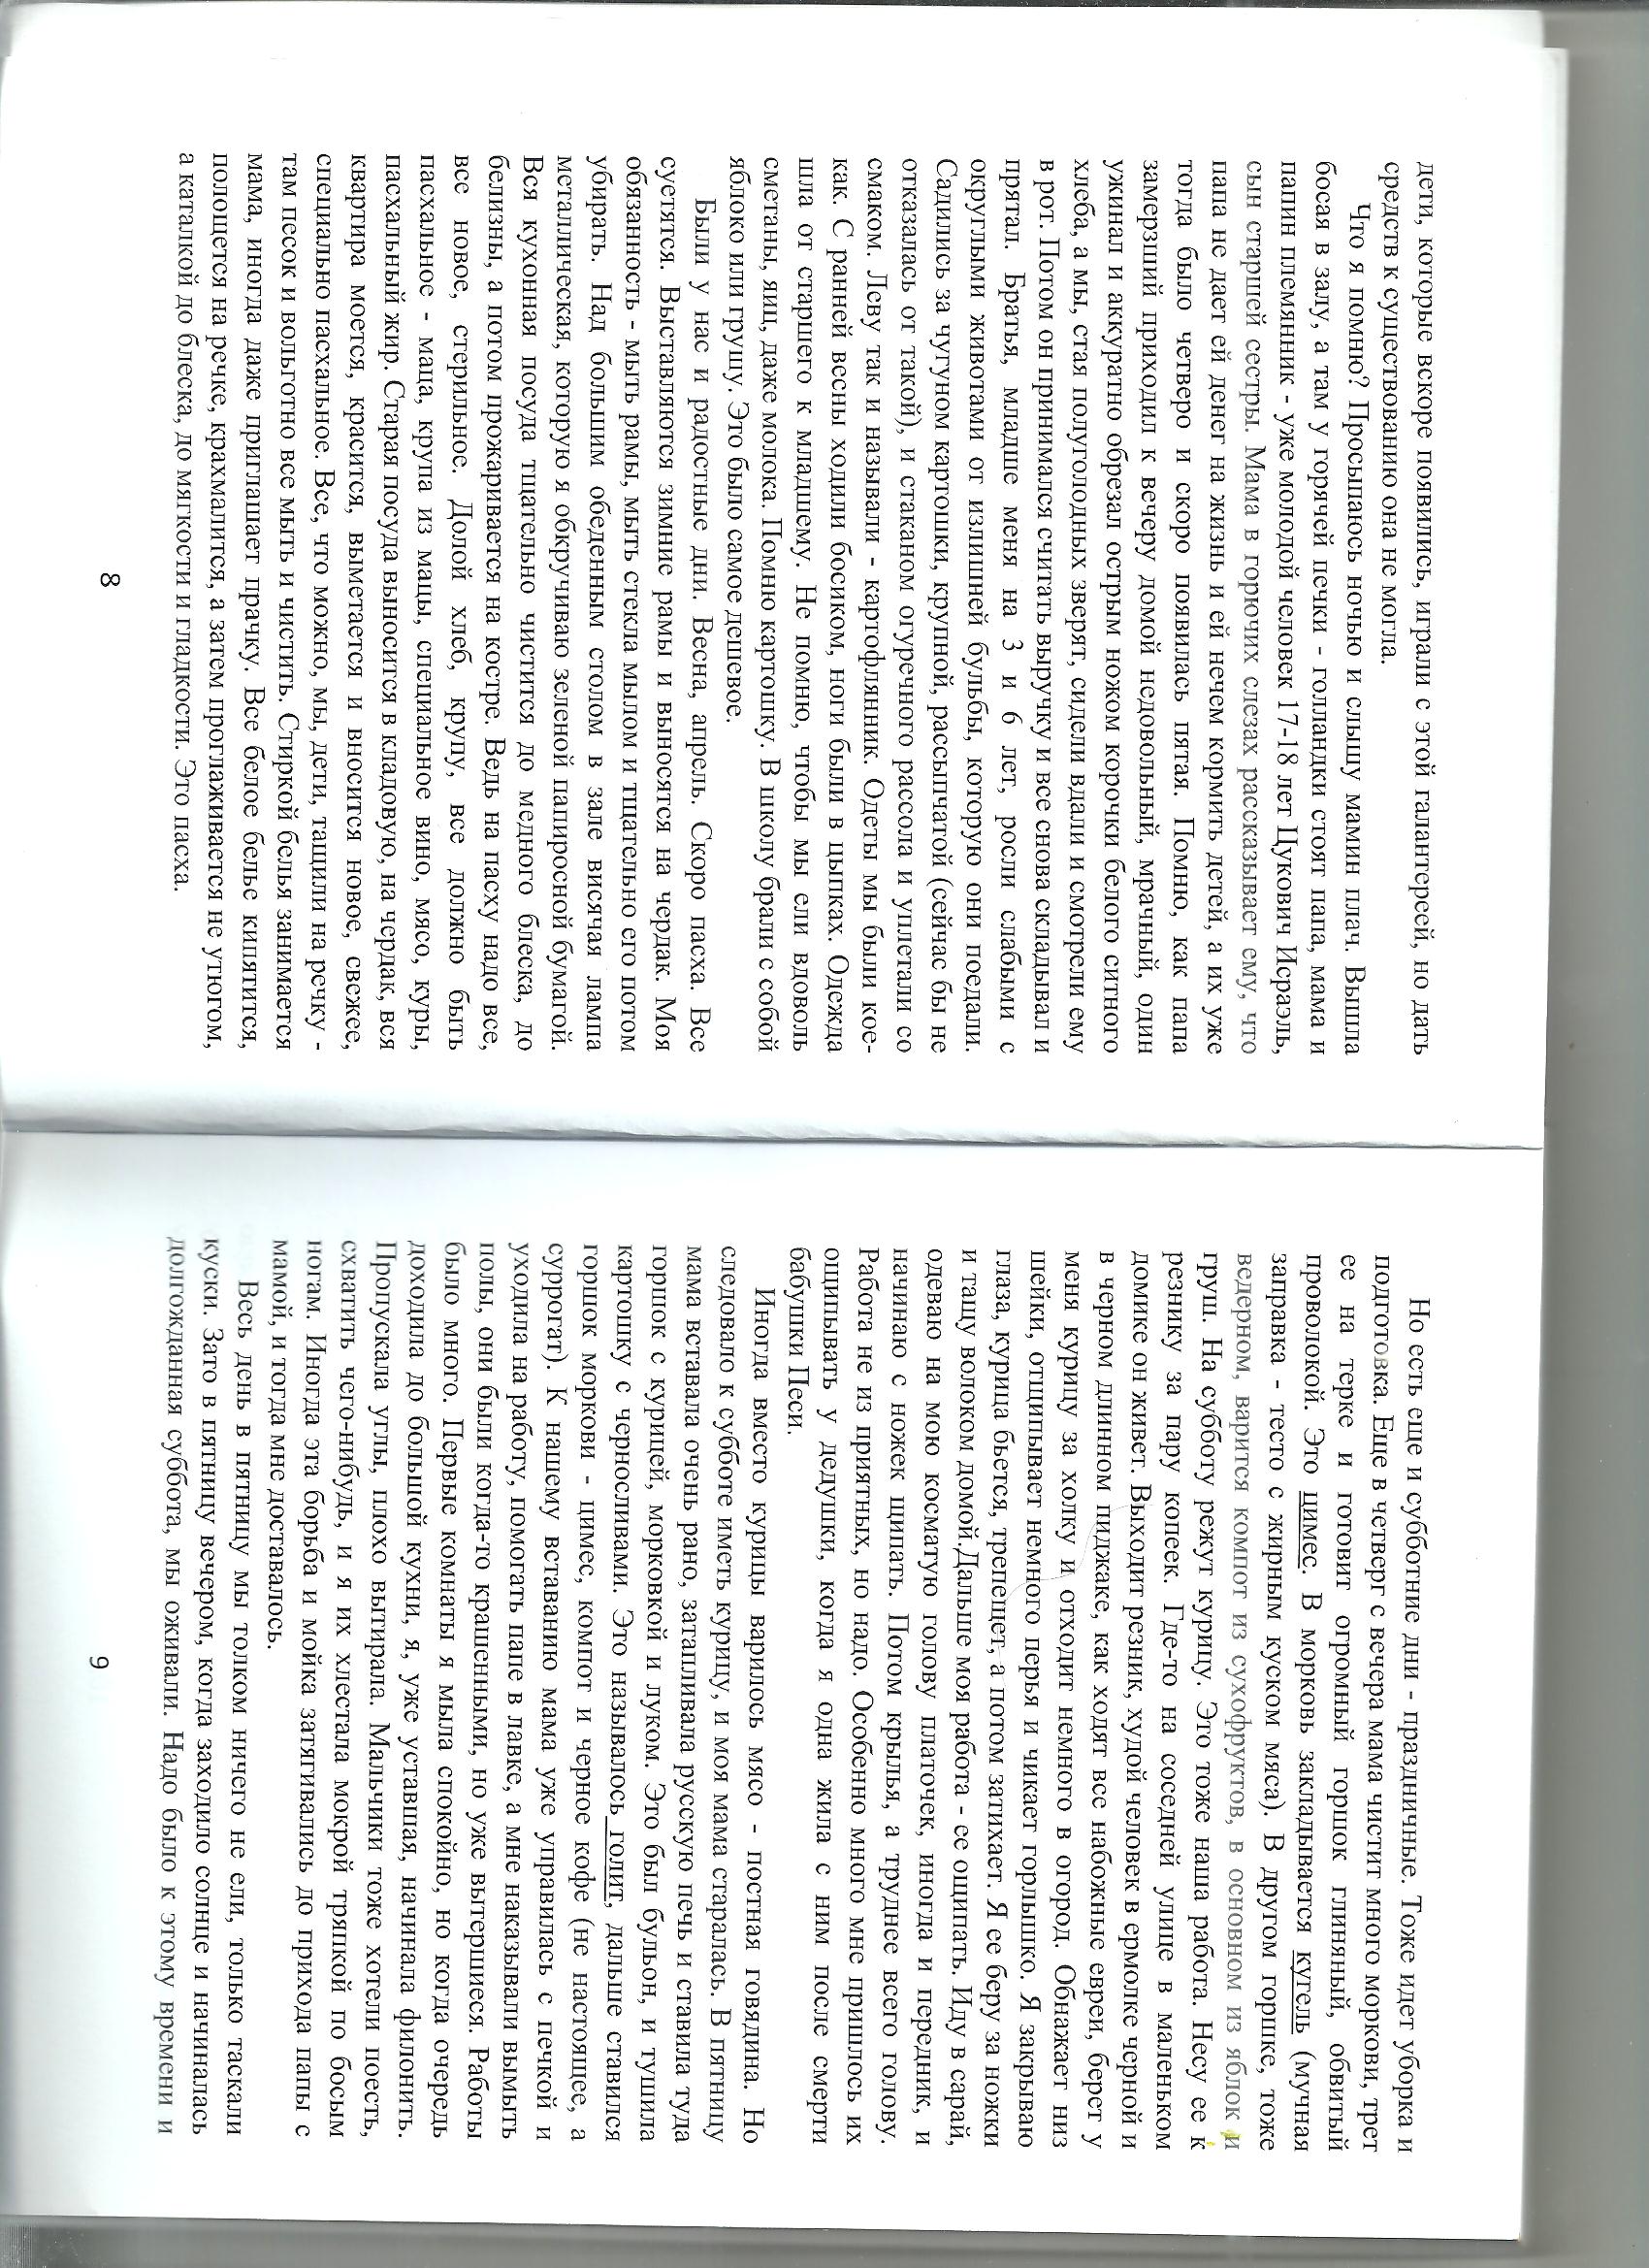 дети, которые вскоре появились, играли с этой галантереей, но дать
средств к существованию она не могла.
Что я помню? Просыпаюсь ночью и слышу мамин плач. Вышла
босая в залу, а там у горячей печки - голландки стоят папа, мама и
папин племянник - уже молодой человек 17-18 лет Цукович Исраэль,
сын старшей сестры. Мама в горючих слезах рассказывает ему, что
папа не дает ей денег на жизнь и ей нечем кормить детей, а их уже
тогда было четверо и скоро появилась пятая. Помню, как папа
замерзший приходил к вечеру домой недовольный, мрачный, один
ужинал и аккуратно обрезал острым ножом корочки белого ситного
хлеба, а мы, стая полуголодных зверят, сидели вдали и смотрели ему
в рот. Потом он принимался считать выручку и все снова складывал и
прятал. Братья, младше меня на 3 и 6 лет, росли слабыми с
округлыми животами от излишней бульбы, которую они поедали.
Садились за чугуном картошки, крупной, рассыпчатой (сейчас бы не
отказалась от такой), и стаканом огуречного рассола и уплетали со
смаком. Леву так и называли - картофлянник. Одеты мы были кое-
как. С ранней весны ходили босиком, ноги были в цыпках. Одежда
шла от старшего к младшему. Не помню, чтобы мы ели вдоволь
сметаны, яиц, даже молока. Помню картошку. В школу брали с собой
яблоко или грушу. Это было самое дешевое.
Были у нас и радостные дни. Весна, апрель. Скоро пасха. Все
суетятся. Выставляются зимние рамы и выносятся на чердак. Моя
обязанность - мыть рамы, мыть стекла мылом и тщательно его потом
убирать. Над большим обеденным столом в зале висячая лампа
металлическая, которую я обкручиваю зеленой папиросной бумагой.
Вся кухонная посуда тщательно чистится до медного блеска, до
белизны, а потом прожаривается на костре. Ведь на пасху надо все,
все новое, стерильное. Долой хлеб, крупу, все должно быть
пасхальное - маца, крупа из мацы, специальное вино, мясо, куры,
пасхальный жир. Старая посуда выносится в кладовую, на чердак, вся
квартира моется, красится, выметается и вносится новое, свежее,
специально пасхальное. Все, что можно, мы, дети, тащили на речку -
там песок и вольготно все мыть и чистить. Стиркой белья занимается
мама, иногда даже приглашает прачку. Все белое белье кипятится,
полощется на речке, крахмалится, а затем проглаживается не утюгом,
а каталкой до блеска, до мягкости и гладкости. Это пасха.
8
Но есть еще и субботние дни - праздничные. Тоже идет уборка и
подготовка. Еще в четверг с вечера мама чистит много моркови, трет
ее на терке и готовит огромный горшок глиняный, обвитый
проволокой. Это цимес. В морковь закладывается кугель (мучная
заправка - тесто с жирным куском мяса). В другом горшке, тоже
ведерном, варится компот из сухофруктов, в основном из яблок и
груш. На субботу режут курицу. Это тоже наша работа. Несу ее к
резнику за пару копеек. Где-то на соседней улице в маленьком
домике он живет. Выходит резник, худой человек в ермолке черной и
в черном длинном пиджаке, как ходят все набожные евреи, берет у
меня курицу за холку и отходит немного в огород. Обнажает низ
шейки, отщипывает немного перья и чикает горлышко. Я закрываю
глаза, курица бьется, трепещет, а потом затихает. Я ее беру за ножки
и тащу волоком домой.Дальше моя работа - ее ощипать. Иду в сарай,
одеваю на мою косматую голову платочек, иногда и передник, и
начинаю с ножек щипать. Потом крылья, а труднее всего голову.
Работа не из приятных, но надо. Особенно много мне пришлось их
ощипывать у дедушки, когда я одна жила с ним после смерти
бабушки Песи.
Иногда вместо курицы варилось мясо - постная говядина. Но
следовало к субботе иметь курицу, и моя мама старалась. В пятницу
мама вставала очень рано, затапливала русскую печь и ставила туда
горшок с курицей, морковкой и луком. Это был бульон, и тушила
картошку с черносливами. Это называлось голит, дальше ставился
горшок моркови - цимес, компот и черное кофе (не настоящее, а
суррогат). К нашему вставанию мама уже управилась с печкой и
уходила на работу, помогать папе в лавке, а мне наказывали вымыть
полы, они были когда-то крашенными, но уже вытершиеся. Работы
было много. Первые комнаты я мыла спокойно, но когда очередь
доходила до большой кухни, я, уже уставшая, начинала филонить.
Пропускала углы, плохо вытирала. Мальчики тоже хотели поесть,
схватить чего-нибудь, и я их хлестала мокрой тряпкой по босым
ногам. Иногда эта борьба и мойка затягивались до прихода папы с
мамой, и тогда мне доставалось.
Весь день в пятницу мы толком ничего не ели, только таскали
куски. Зато в пятницу вечером, когда заходило солнце и начиналась
долгожданная суббота, мы оживали. Надо было к этому времени и
9